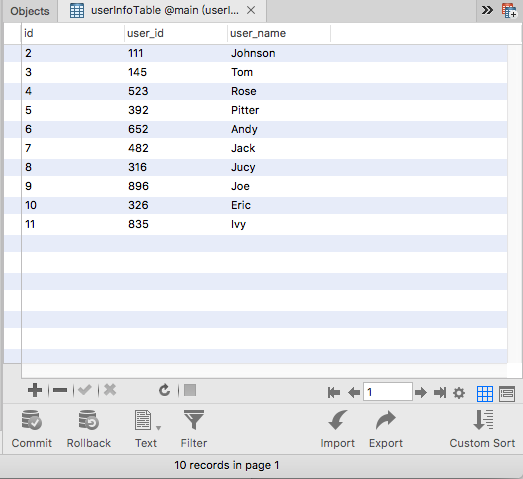 Objects userInfoTable @main (userI...
id user_id user_name
2 111 Johnson
3 145 Tom
4 523 Rose
5 392 Pitter
6 652 Andy
7 482 Jack
8 316 Jucy
9 896 Joe
10 326 Eric
11 835 Ivy
1
Commit Rollback Text Filter Import Export Custom Sort
10 records in page 1